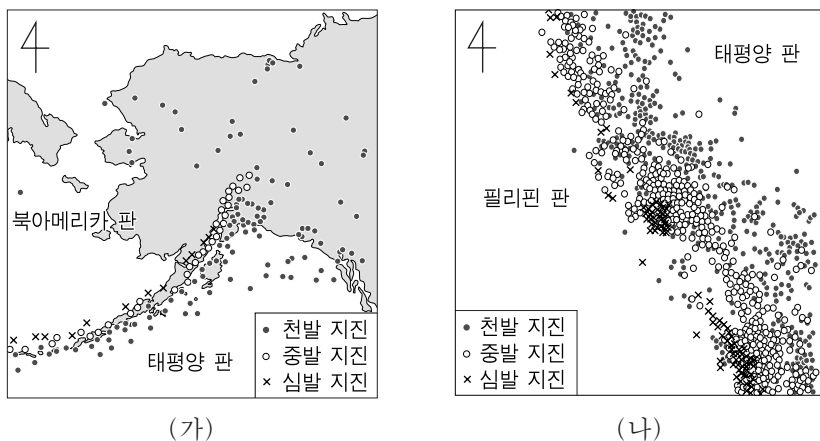 북아메리카 판
태평양 판
천발 지진
중발 지진
심발 지진
(가)
태평양 판
필리핀 판
천발 지진
중발 지진
심발 지진
(나)